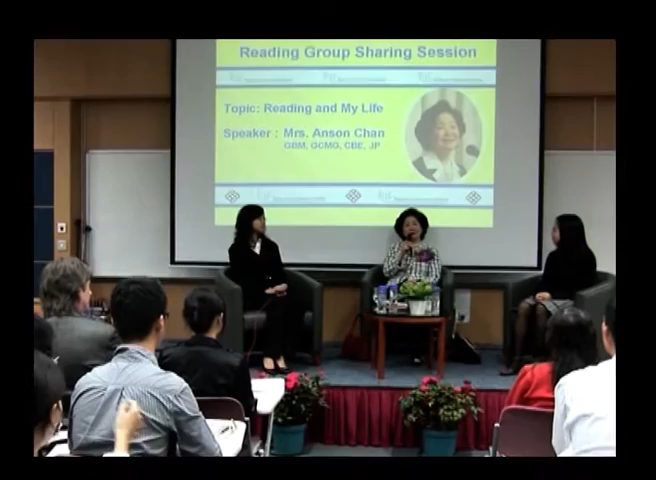 Reading Group Sharing Session
Topic: Reading and My Life
Speaker : Mrs. Anson Chan
GBM, GCMG, CBE, JP